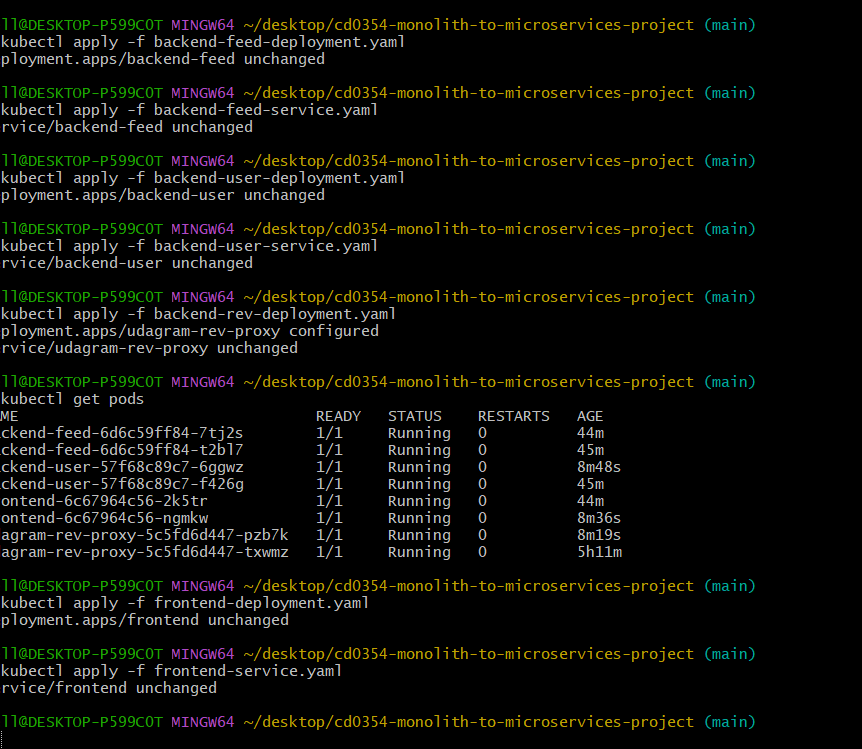 ll@DESKTOP-P599COT MINGW64 ~/desktop/cd0354-monolith-to-microservices-project (main)
kubectl apply -f backend-feed-deployment.yaml
ployment.apps/backend-feed unchanged
ll@DESKTOP-P599COT MINGW64 ~/desktop/cd0354-monolith-to-microservices-project (main)
kubectl apply -f backend-feed-service.yaml
rvice/backend-feed unchanged
ll@DESKTOP-P599COT MINGW64 ~/desktop/cd0354-monolith-to-microservices-project (main)
kubectl apply -f backend-user-deployment.yaml
ployment.apps/backend-user unchanged
ll@DESKTOP-P599COT MINGW64 ~/desktop/cd0354-monolith-to-microservices-project (main)
kubectl apply -f backend-user-service.yaml
rvice/backend-user unchanged
ll@DESKTOP-P599COT MINGW64 ~/desktop/cd0354-monolith-to-microservices-project (main)
kubectl apply -f backend-rev-deployment.yaml
ployment.apps/udagram-rev-proxy configured
rvice/udagram-rev-proxy unchanged
ll@DESKTOP-P599COT MINGW64 ~/desktop/cd0354-monolith-to-microservices-project (main)
kubectl get pods
ME READY STATUS RESTARTS AGE
ckend-feed-6d6c59ff84-7tj2s 1/1 Running 0 44m
ckend-feed-6d6c59ff84-t2bl7 1/1 Running 0 45m
ckend-user-57f68c89c7-6ggwz 1/1 Running 0 8m48s
ckend-user-57f68c89c7-f426g 1/1 Running 0 45m
ontend-6c67964c56-2k5tr 1/1 Running 0 44m
ontend-6c67964c56-ngmkw 1/1 Running 0 8m36s
agram-rev-proxy-5c5fd6d447-pzb7k 1/1 Running 0 8m19s
agram-rev-proxy-5c5fd6d447-txwmz 1/1 Running 0 5h11m
ll@DESKTOP-P599COT MINGW64 ~/desktop/cd0354-monolith-to-microservices-project (main)
kubectl apply -f frontend-deployment.yaml
ployment.apps/frontend unchanged
ll@DESKTOP-P599COT MINGW64 ~/desktop/cd0354-monolith-to-microservices-project (main)
kubectl apply -f frontend-service.yaml
rvice/frontend unchanged
ll@DESKTOP-P599COT MINGW64 ~/desktop/cd0354-monolith-to-microservices-project (main)